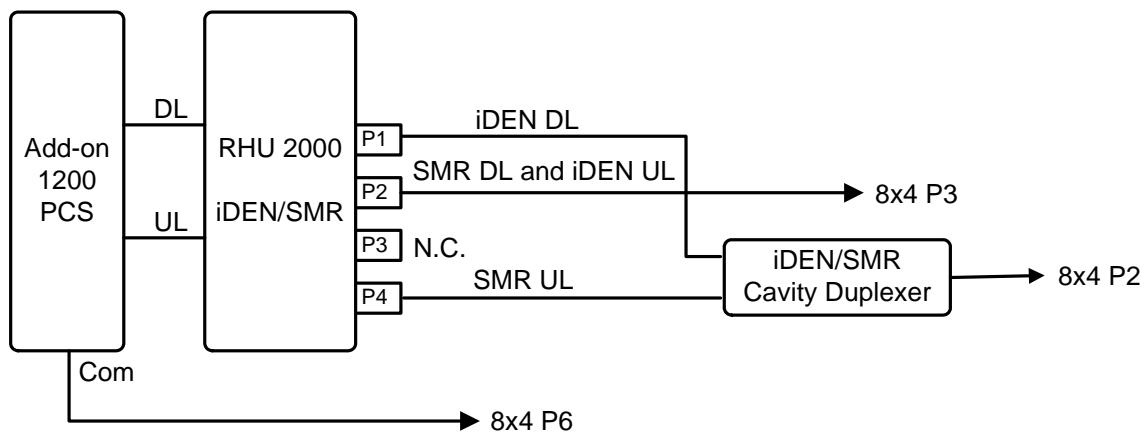 Add-on
1200
PCS
DL
UL
Com
RHU 2000
iDEN/SMR
P1
P2
P3
P4
iDEN DL
SMR DL and iDEN UL
N.C.
SMR UL
8x4 P3
iDEN/SMR
Cavity Duplexer
8x4 P2
8x4 P6